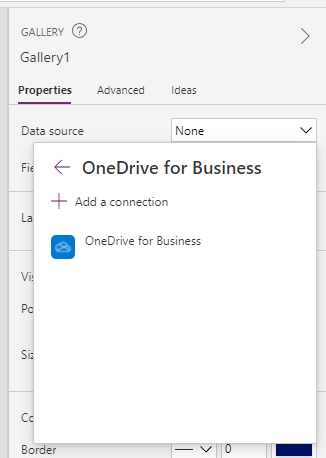 GALLERY ?
Gallery1
Properties Advanced Ideas
Data source None
Fie
OneDrive for Business
Add a connection
La
OneDrive for Business
Vis
Po
Siz
Co
Border 0